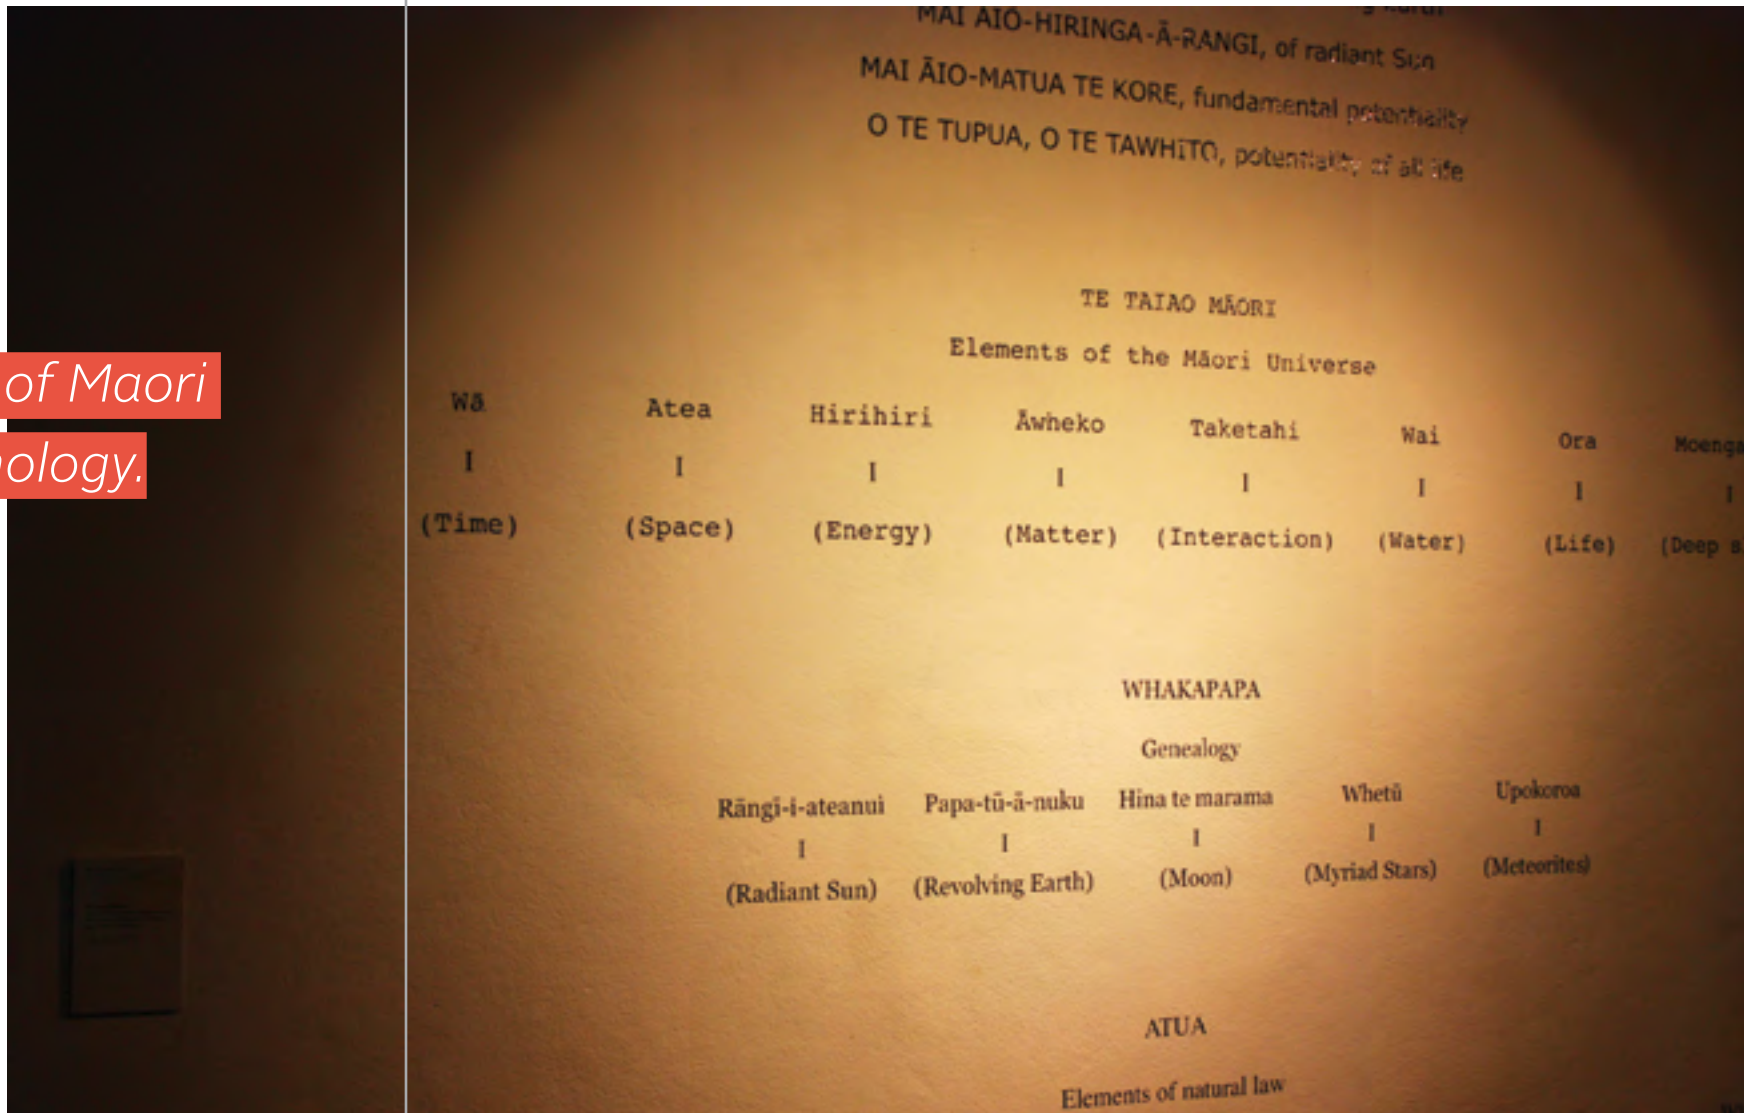 MAI ĀIO-HIRINGA-Ā-RANGI, of radiant Sun
MAI ĀIO-MATUA TE KORE, fundamental potentiality
O TE TUPUA, O TE TAWHITO, potentiality of all life
TE TAIAO MĀORI
Elements of the Māori Universe
Wā Atea Hirihiri Āwheko Taketahi Wai Ora
I I I I I I I I
(Time) (Space) (Energy) (Matter) (Interaction) (Water) (Life) (Deep
of Maori
WHAKAPAPA
Genealogy
Rāngi-i-ateanui Papa-tū-ā-nuku Hina te marama Whetū Upokoroa
I I I I I
(Radiant Sun) (Revolving Earth) (Moon) (Myriad Stars) (Meteorites)
ATUA
Elements of natural law